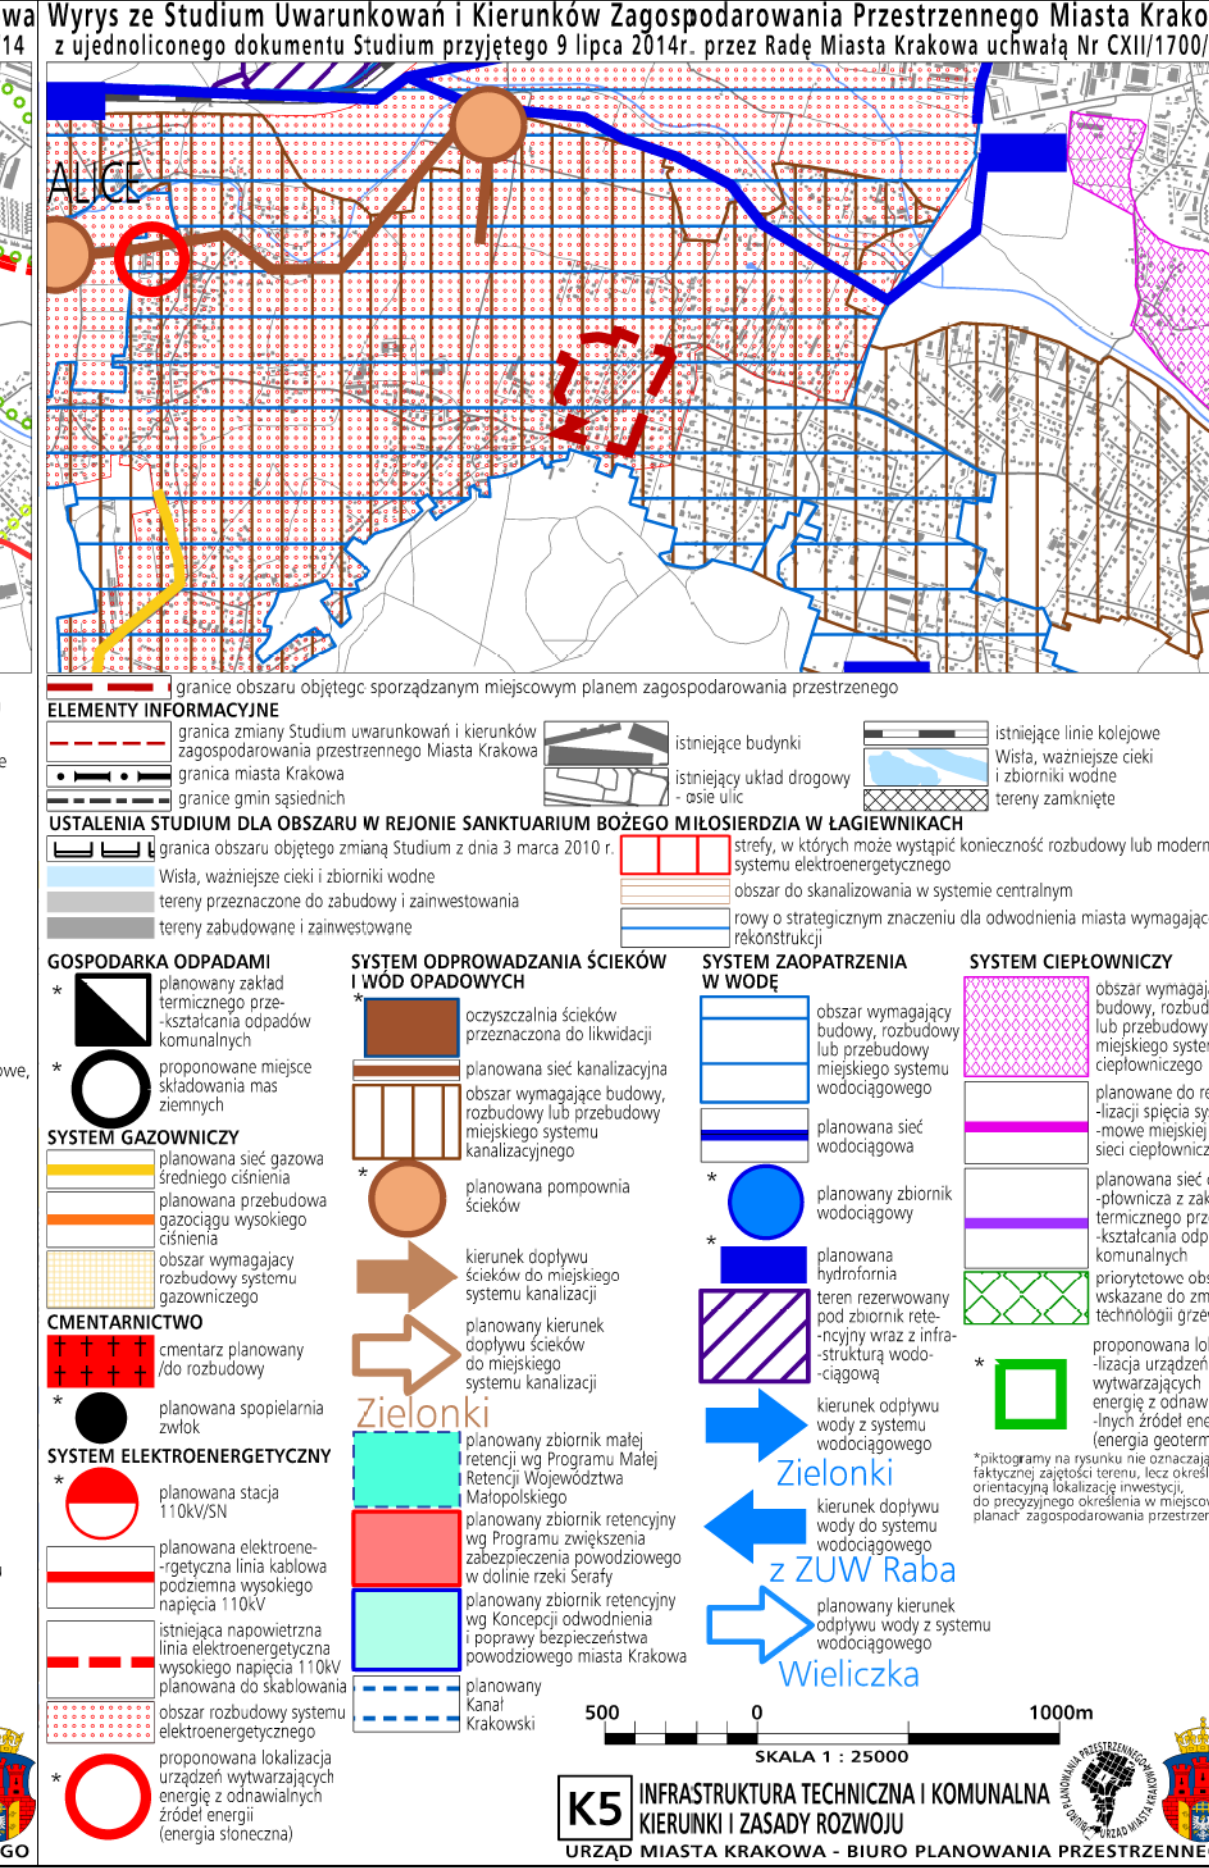 wa
Wyrys ze Studium Uwarunkowań i Kierunków Zagospodarowania Przestrzennego Miasta Krako
14
z ujednoliconego dokumentu Studium przyjętego 9 lipca 2014r. przez Radę Miasta Krakowa uchwałą Nr CXII/1700/
ALICE
granice obszaru objętego sporządzanym miejscowym planem zagospodarowania przestrzenego
ELEMENTY INFORMACYJNE
granica zmiany Studium uwarunkowań i kierunków
zagospodarowania przestrzennego Miasta Krakowa
granica miasta Krakowa
granice gmin sąsiednich
istniejące budynki
istniejący układ drogowy
- osie ulic
istniejące linie kolejowe
Wisła, ważniejsze cieki
i zbiorniki wodne
tereny zamknięte
USTALENIA STUDIUM DLA OBSZARU W REJONIE SANKTUARIUM BOŻEGO MIŁOSIERDZIA W ŁAGIEWNIKACH
granica obszaru objętego zmianą Studium z dnia 3 marca 2010 r.
Wisła, ważniejsze cieki i zbiorniki wodne
tereny przeznaczone do zabudowy i zainwestowania
tereny zabudowane i zainwestowane
strefy, w których może wystąpić konieczność rozbudowy lub modern
systemu elektroenergetycznego
obszar do skanalizowania w systemie centralnym
rowy o strategicznym znaczeniu dla odwodnienia miasta wymagając
rekonstrukcji
GOSPODARKA ODPADAMI
* planowany zakład
termicznego prze-
-kształcania odpadów
komunalnych
* proponowane miejsce
składowania mas
ziemnych
SYSTEM GAZOWNICZY
planowana sieć gazowa
średniego ciśnienia
planowana przebudowa
gazociągu wysokiego
ciśnienia
obszar wymagajacy
rozbudowy systemu
gazowniczego
CMENTARNICTWO
cmentarz planowany
/do rozbudowy
* planowana spopielarnia
zwłok
SYSTEM ELEKTROENERGETYCZNY
* planowana stacja
110kV/SN
planowana elektroene-
-rgetyczna linia kablowa
podziemna wysokiego
napięcia 110kV
istniejąca napowietrzna
linia elektroenergetyczna
wysokiego napięcia 110kV
planowana do skablowania
obszar rozbudowy systemu
elektroenergetycznego
* proponowana lokalizacja
urządzeń wytwarzających
energię z odnawialnych
źródeł energii
(energia słoneczna)
SYSTEM ODPROWADZANIA ŚCIEKÓW
I WÓD OPADOWYCH
* oczyszczalnia ścieków
przeznaczona do likwidacji
planowana sieć kanalizacyjna
obszar wymagające budowy,
rozbudowy lub przebudowy
miejskiego systemu
kanalizacyjnego
* planowana pompownia
ścieków
kierunek dopływu
ścieków do miejskiego
systemu kanalizacji
planowany kierunek
dopływu ścieków
do miejskiego
systemu kanalizacji
Zielonki
planowany zbiornik małej
retencji wg Programu Małej
Retencji Województwa
Małopolskiego
planowany zbiornik retencyjny
wg Programu zwiększenia
zabezpieczenia powodziowego
w dolinie rzeki Serafy
planowany zbiornik retencyjny
wg Koncepcji odwodnienia
i poprawy bezpieczeństwa
powodziowego miasta Krakowa
planowany
Kanał
Krakowski
SYSTEM ZAOPATRZENIA
W WODĘ
obszar wymagający
budowy, rozbudowy
lub przebudowy
miejskiego systemu
wodociągowego
planowana sieć
wodociągowa
* planowany zbiornik
wodociągowy
* planowana
hydrofornia
teren rezerwowany
pod zbiornik rete-
-ncyjny wraz z infra-
-strukturą wodo-
-ciągową
kierunek odpływu
wody z systemu
wodociągowego
Zielonki
kierunek dopływu
wody do systemu
wodociągowego
z ZUW Raba
planowany kierunek
odpływu wody z systemu
wodociągowego
Wieliczka
SYSTEM CIEPŁOWNICZY
obszar wymagają
budowy, rozbud
lub przebudowy
miejskiego system
ciepłowniczego
planowane do re
-lizacji spięcia sy
-mowe miejskiej
sieci ciepłownicz
planowana sieć c
-płownicza z zak
termicznego prz
-kształcania odp
komunalnych
priorytetowe obs
wskazane do zm
technologii grze
* proponowana lok
-lizacja urządzeń
wytwarzających
energię z odnaw
-lnych źródeł ene
(energia geoterm
*piktogramy na rysunku nie oznaczają
faktycznej zajętości terenu, lecz określ
orientacyjną lokalizację inwestycji,
do precyzyjnego określenia w miejscow
planach zagospodarowania przestrzen
500 0 1000m
SKALA 1 : 25000
K5
INFRASTRUKTURA TECHNICZNA I KOMUNALNA
KIERUNKI I ZASADY ROZWOJU
BIURO PLANOWANIA PRZESTRZENNEGO
URZĄD MIASTA KRAKOWA
GO
URZĄD MIASTA KRAKOWA - BIURO PLANOWANIA PRZESTRZENNE